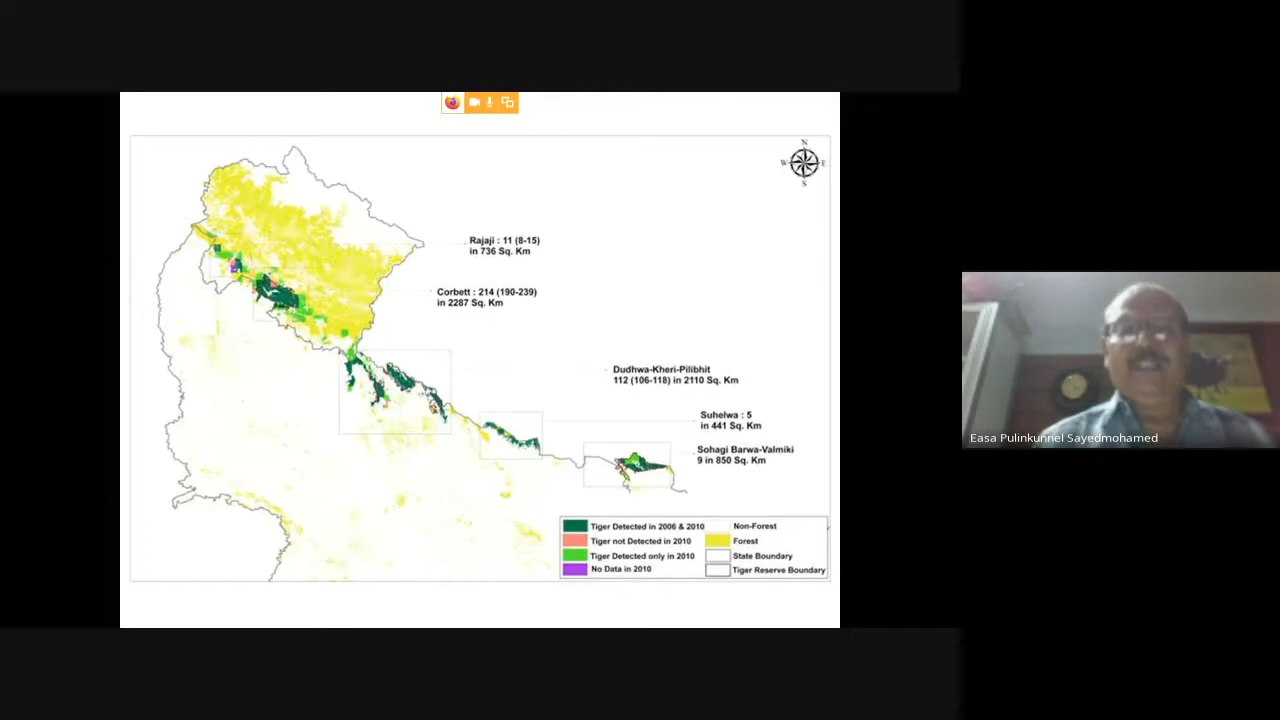 N
W E
S
Rajaji : 11 (8-15)
in 736 Sq. Km
Corbett : 214 (190-239)
in 2287 Sq. Km
Dudhwa-Kheri-Pilibhit
112 (106-118) in 2110 Sq. Km
Suhelwa : 5
in 441 Sq. Km
Sohagi Barwa-Valmiki
9 in 850 Sq. Km
Tiger Detected in 2006 & 2010
Tiger not Detected in 2010
Tiger Detected only in 2010
No Data in 2010
Non-Forest
Forest
State Boundary
Tiger Reserve Boundary
Easa Pulinkunnel Sayedmohamed